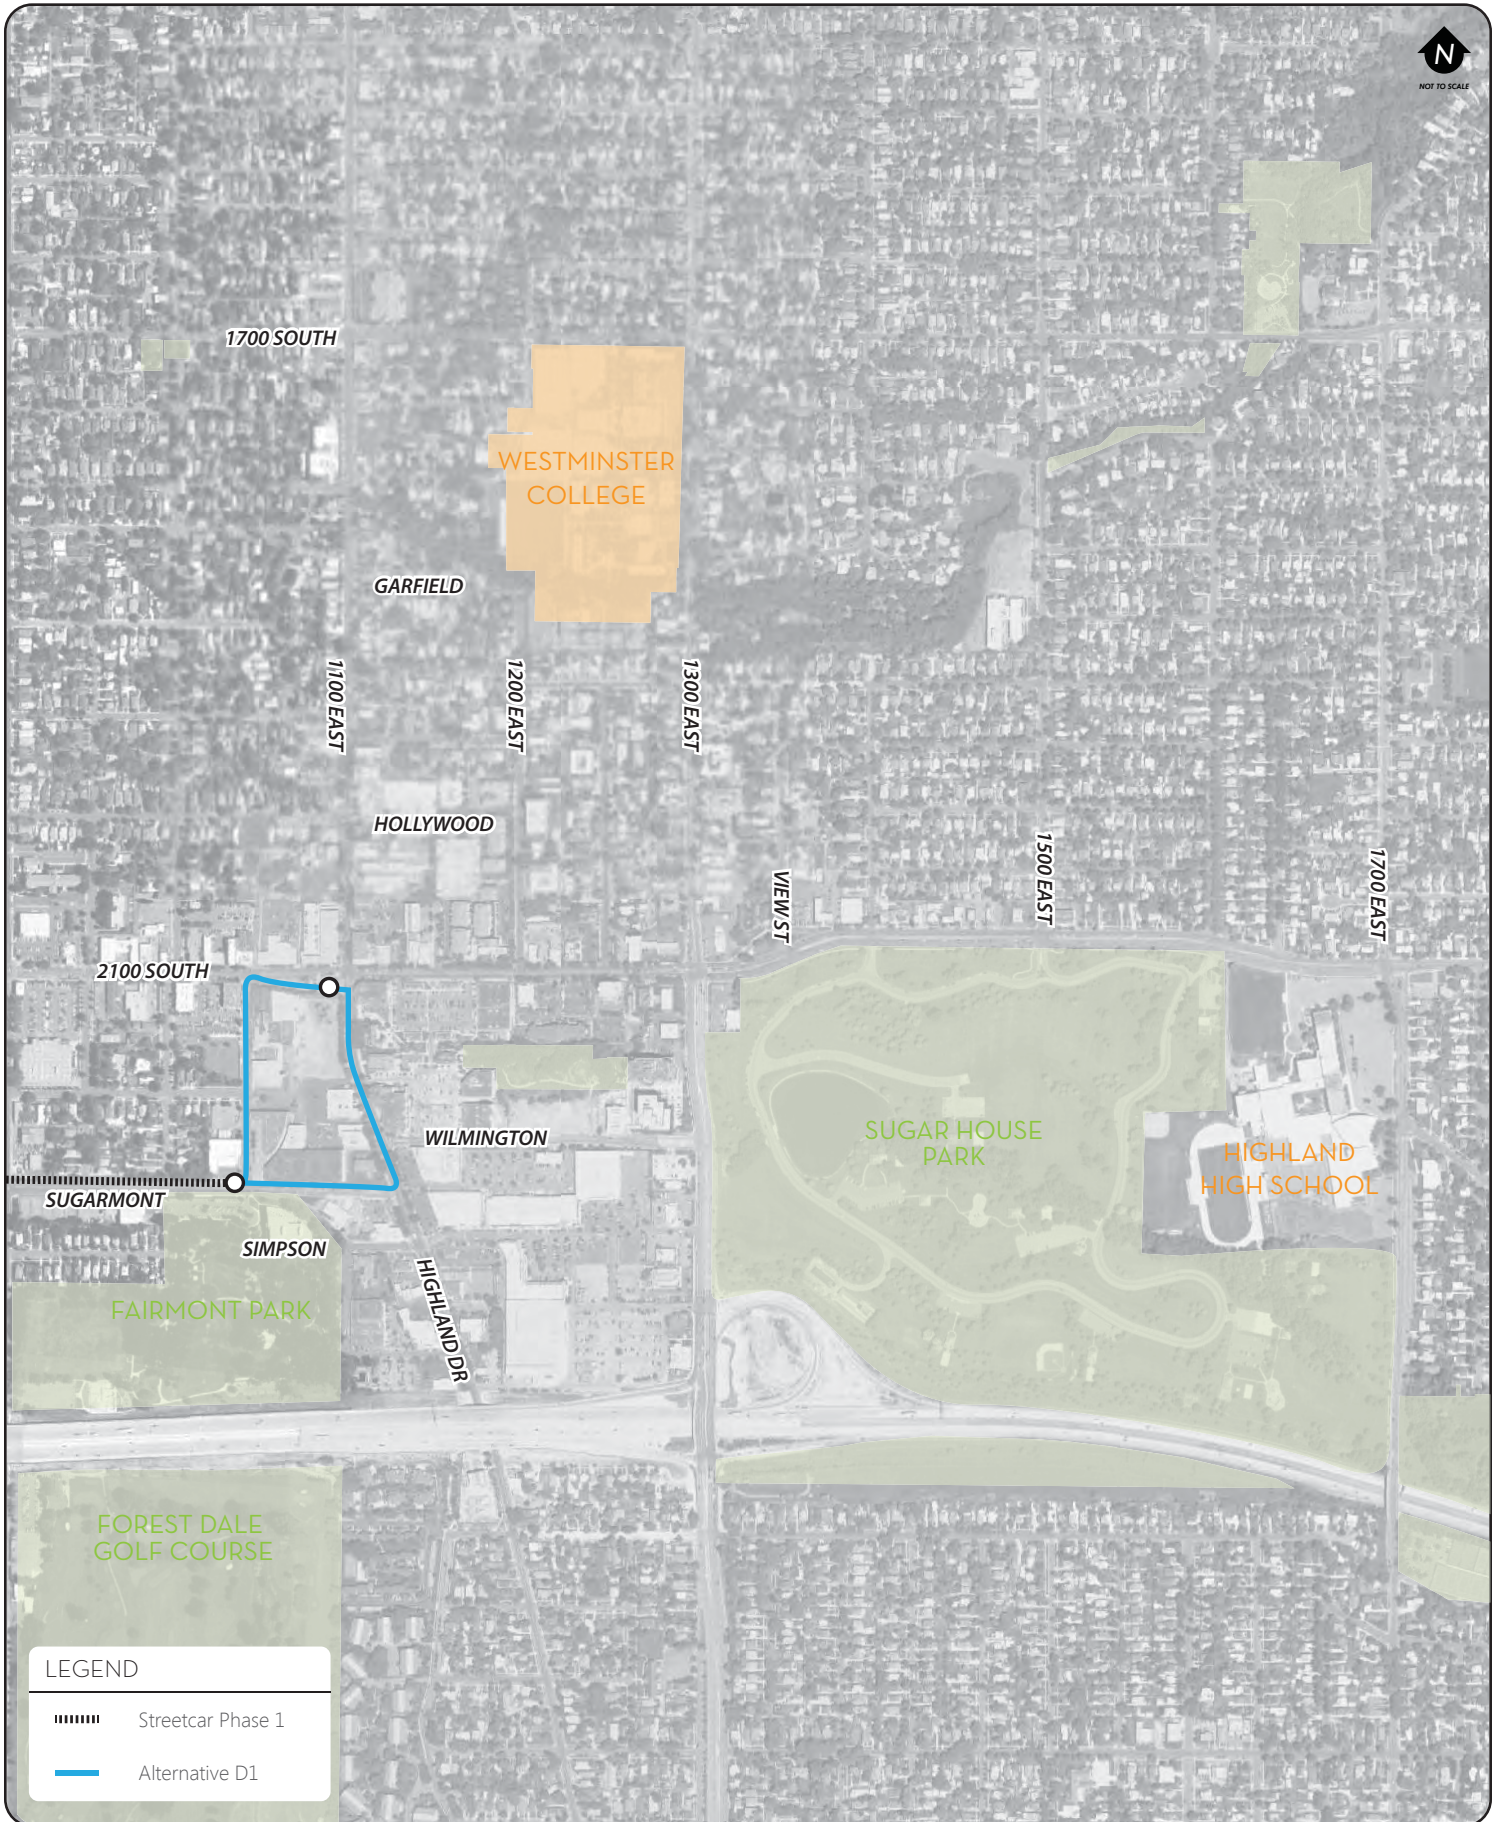 N
NOT TO SCALE
1700 SOUTH
WESTMINSTER
COLLEGE
GARFIELD
1100 EAST
1200 EAST
1300 EAST
HOLLYWOOD
VIEW ST
1500 EAST
1700 EAST
2100 SOUTH
WILMINGTON
SUGAR HOUSE
PARK
HIGHLAND
HIGH SCHOOL
SUGARMONT
SIMPSON
HIGHLAND DR
FAIRMONT PARK
FOREST DALE
GOLF COURSE
LEGEND
Streetcar Phase 1
Alternative D1